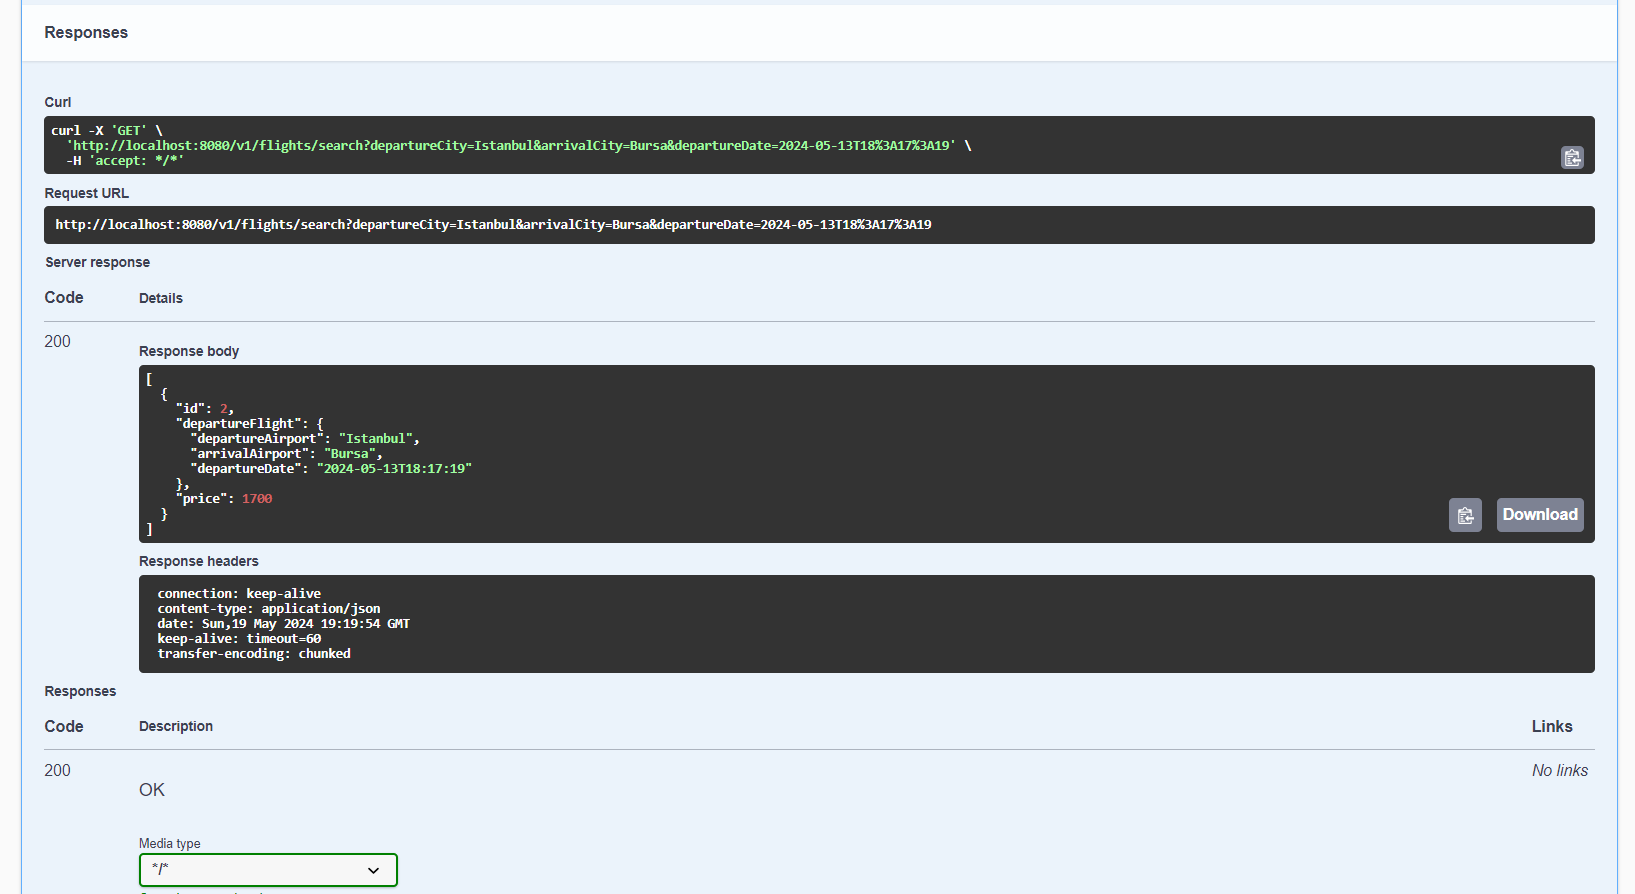 Responses
Curl
curl -X 'GET' \
  'http://localhost:8080/v1/flights/search?departureCity=Istanbul&arrivalCity=Bursa&departureDate=2024-05-13T18%3A17%3A19' \
  -H 'accept: */*'
Request URL
http://localhost:8080/v1/flights/search?departureCity=Istanbul&arrivalCity=Bursa&departureDate=2024-05-13T18%3A17%3A19
Server response
Code Details
200
Response body
[
  {
    "id": 2,
    "departureFlight": {
      "departureAirport": "Istanbul",
      "arrivalAirport": "Bursa",
      "departureDate": "2024-05-13T18:17:19"
    },
    "price": 1700
  }
]
Download
Response headers
connection: keep-alive
content-type: application/json
date: Sun,19 May 2024 19:19:54 GMT
keep-alive: timeout=60
transfer-encoding: chunked
Responses
Code Description Links
200 No links
OK
Media type
*/*